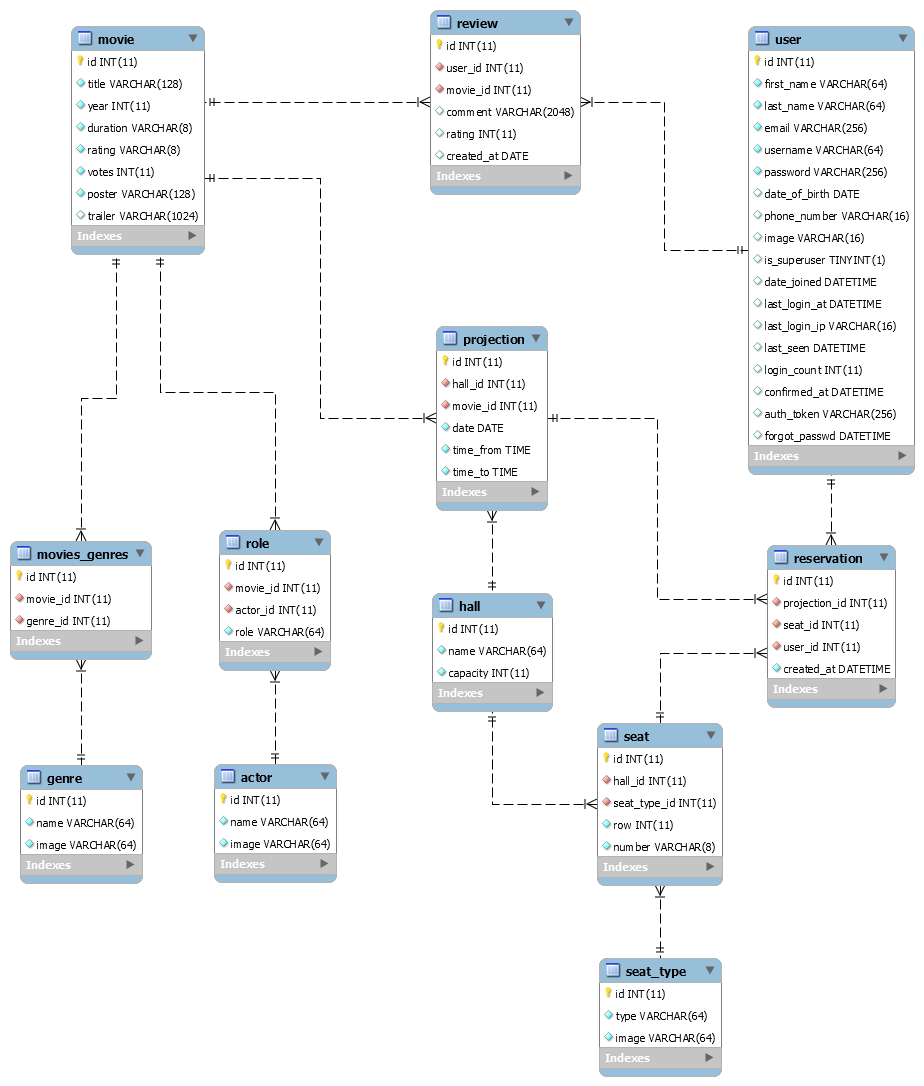 movie
id INT(11)
title VARCHAR(128)
year INT(11)
duration VARCHAR(8)
rating VARCHAR(8)
votes INT(11)
poster VARCHAR(128)
trailer VARCHAR(1024)
Indexes
review
id INT(11)
user_id INT(11)
movie_id INT(11)
comment VARCHAR(2048)
rating INT(11)
created_at DATE
Indexes
user
id INT(11)
first_name VARCHAR(64)
last_name VARCHAR(64)
email VARCHAR(256)
username VARCHAR(64)
password VARCHAR(256)
date_of_birth DATE
phone_number VARCHAR(16)
image VARCHAR(16)
is_superuser TINYINT(1)
date_joined DATETIME
last_login_at DATETIME
last_login_ip VARCHAR(16)
last_seen DATETIME
login_count INT(11)
confirmed_at DATETIME
auth_token VARCHAR(256)
forgot_passwd DATETIME
Indexes
projection
id INT(11)
hall_id INT(11)
movie_id INT(11)
date DATE
time_from TIME
time_to TIME
Indexes
movies_genres
id INT(11)
movie_id INT(11)
genre_id INT(11)
Indexes
role
id INT(11)
movie_id INT(11)
actor_id INT(11)
role VARCHAR(64)
Indexes
hall
id INT(11)
name VARCHAR(64)
capacity INT(11)
Indexes
reservation
id INT(11)
projection_id INT(11)
seat_id INT(11)
user_id INT(11)
created_at DATETIME
Indexes
genre
id INT(11)
name VARCHAR(64)
image VARCHAR(64)
Indexes
actor
id INT(11)
name VARCHAR(64)
image VARCHAR(64)
Indexes
seat
id INT(11)
hall_id INT(11)
seat_type_id INT(11)
row INT(11)
number VARCHAR(8)
Indexes
seat_type
id INT(11)
type VARCHAR(64)
image VARCHAR(64)
Indexes